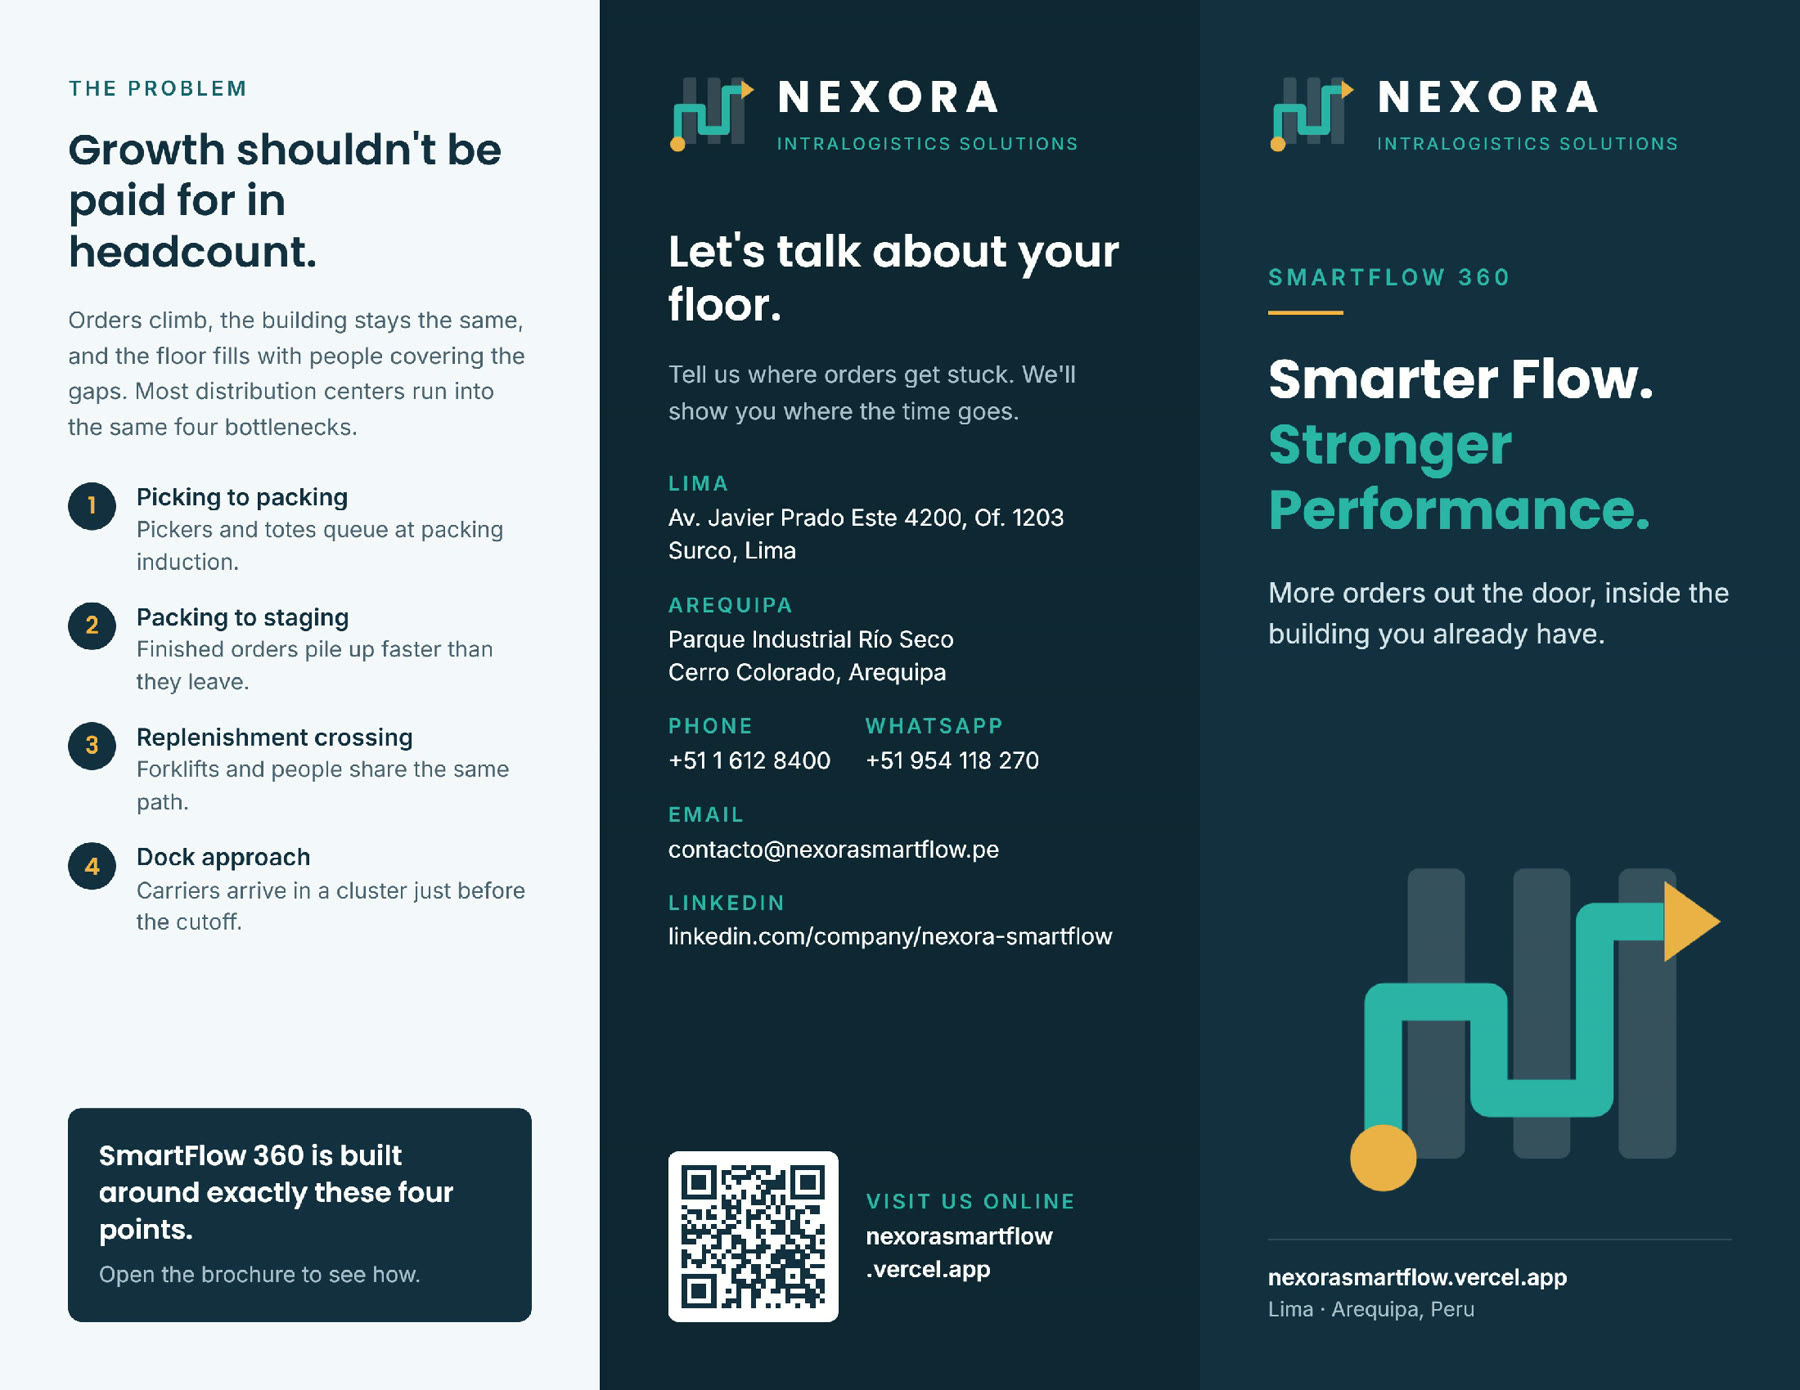 THE PROBLEM
Growth shouldn't be
paid for in
headcount.
Orders climb, the building stays the same,
and the floor fills with people covering the
gaps. Most distribution centers run into
the same four bottlenecks.
1
Picking to packing
Pickers and totes queue at packing
induction.
2
Packing to staging
Finished orders pile up faster than
they leave.
3
Replenishment crossing
Forklifts and people share the same
path.
4
Dock approach
Carriers arrive in a cluster just before
the cutoff.
SmartFlow 360 is built
around exactly these four
points.
Open the brochure to see how.
NEXORA
INTRALOGISTICS SOLUTIONS
Let's talk about your
floor.
Tell us where orders get stuck. We'll
show you where the time goes.
LIMA
Av. Javier Prado Este 4200, Of. 1203
Surco, Lima
AREQUIPA
Parque Industrial Río Seco
Cerro Colorado, Arequipa
PHONE
+51 1 612 8400
WHATSAPP
+51 954 118 270
EMAIL
contacto@nexorasmartflow.pe
LINKEDIN
linkedin.com/company/nexora-smartflow
VISIT US ONLINE
nexorasmartflow
.vercel.app
NEXORA
INTRALOGISTICS SOLUTIONS
SMARTFLOW 360
Smarter Flow.
Stronger
Performance.
More orders out the door, inside the
building you already have.
nexorasmartflow.vercel.app
Lima · Arequipa, Peru